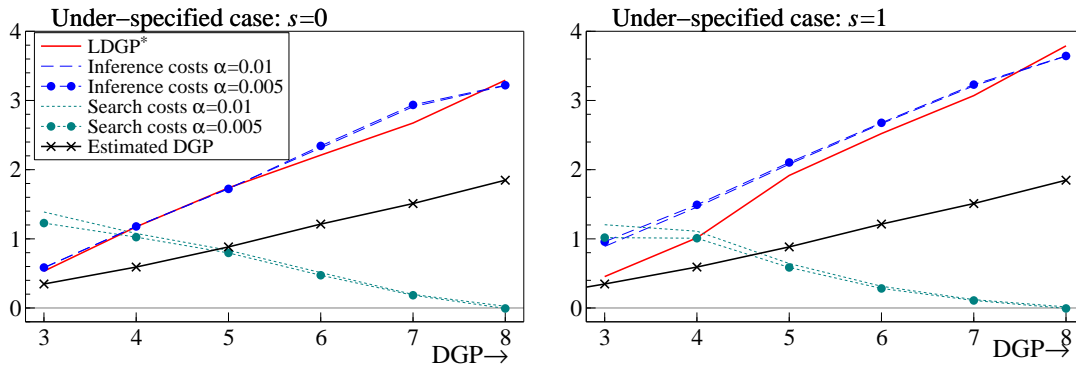 Under−specified case: s=0
4
3
2
1
0
LDGP*
Inference costs α=0.01
Inference costs α=0.005
Search costs α=0.01
Search costs α=0.005
Estimated DGP
3 4 5 6 7 8
DGP→
Under−specified case: s=1
4
3
2
1
0
3 4 5 6 7 8
DGP→